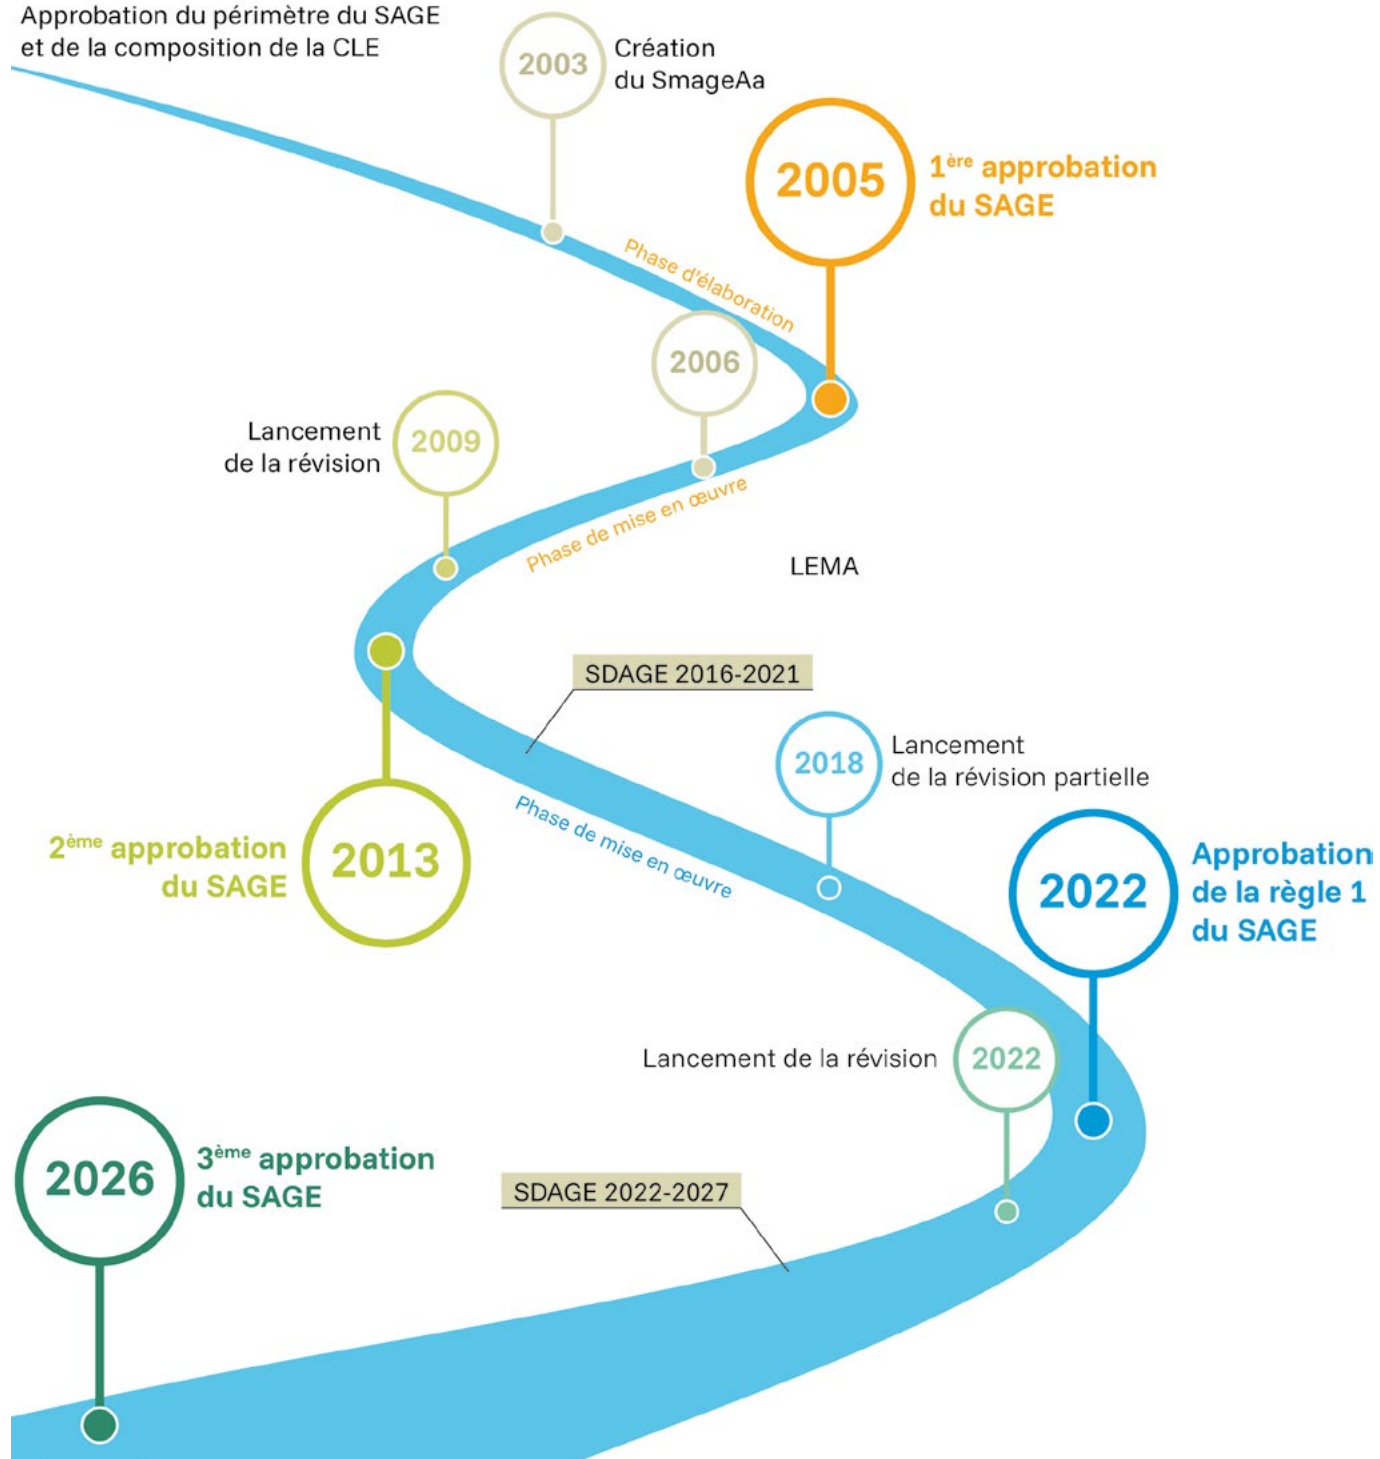 Approbation du périmètre du SAGE
et de la composition de la CLE
2003
Création
du SmageAa
2005
1ère approbation
du SAGE
Phase d'élaboration
2006
Lancement
de la révision
2009
Phase de mise en œuvre
LEMA
SDAGE 2016-2021
2018
Lancement
de la révision partielle
Phase de mise en œuvre
2ème approbation
du SAGE
2013
2022
Approbation
de la règle 1
du SAGE
Lancement de la révision
2022
2026
3ème approbation
du SAGE
SDAGE 2022-2027